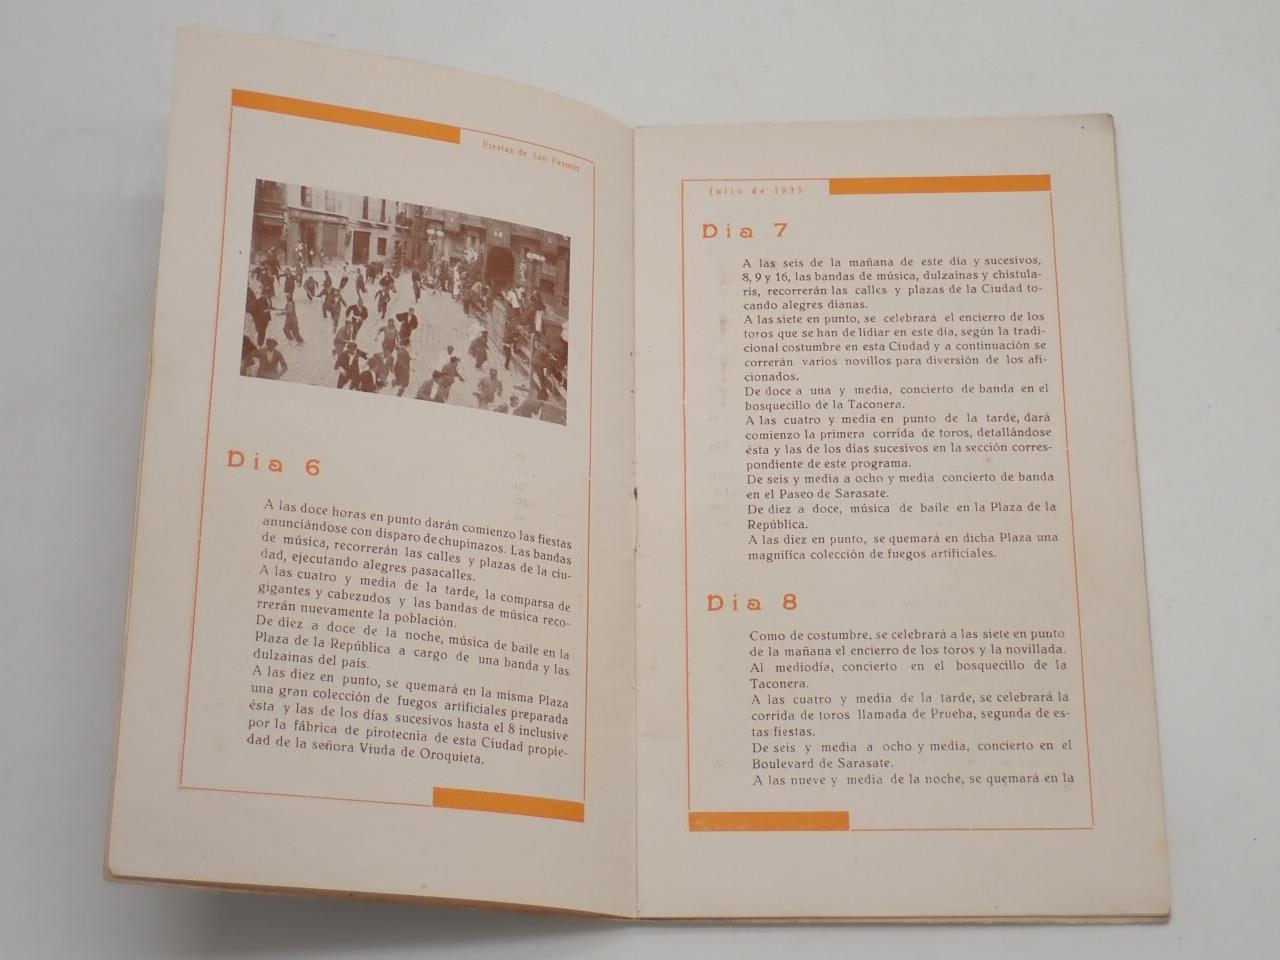 Fiestas de San Fermín
Dia 6
A las doce horas en punto darán comienzo las fiestas
anunciándose con disparo de chupinazos. Las bandas
de música, recorrerán las calles y plazas de la ciu-
dad, ejecutando alegres pasacalles.
A las cuatro y media de la tarde, la comparsa de
gigantes y cabezudos y las bandas de música reco-
rrerán nuevamente la población.
De diez a doce de la noche, música de baile en la
Plaza de la República a cargo de una banda y las
dulzainas del país.
A las diez en punto, se quemará en la misma Plaza
una gran colección de fuegos artificiales preparada
ésta y las de los días sucesivos hasta el 8 inclusive
por la fábrica de pirotecnia de esta Ciudad propie-
dad de la señora Viuda de Oroquieta.
Julio de 1933
Dia 7
A las seis de la mañana de este día y sucesivos,
8, 9 y 16, las bandas de música, dulzainas y chistula-
ris, recorrerán las calles y plazas de la Ciudad to-
cando alegres dianas.
A las siete en punto, se celebrará el encierro de los
toros que se han de lidiar en este día, según la tradi-
cional costumbre en esta Ciudad y a continuación se
correrán varios novillos para diversión de los afi-
cionados.
De doce a una y media, concierto de banda en el
bosquecillo de la Taconera.
A las cuatro y media en punto de la tarde, dará
comienzo la primera corrida de toros, detallándose
ésta y las de los días sucesivos en la sección corres-
pondiente de este programa.
De seis y media a ocho y media concierto de banda
en el Paseo de Sarasate.
De diez a doce, música de baile en la Plaza de la
República.
A las diez en punto, se quemará en dicha Plaza una
magnífica colección de fuegos artificiales.
Dia 8
Como de costumbre, se celebrará a las siete en punto
de la mañana el encierro de los toros y la novillada.
Al mediodía, concierto en el bosquecillo de la
Taconera.
A las cuatro y media de la tarde, se celebrará la
corrida de toros llamada de Prueba, segunda de es-
tas fiestas.
De seis y media a ocho y media, concierto en el
Boulevard de Sarasate.
A las nueve y media de la noche, se quemará en la